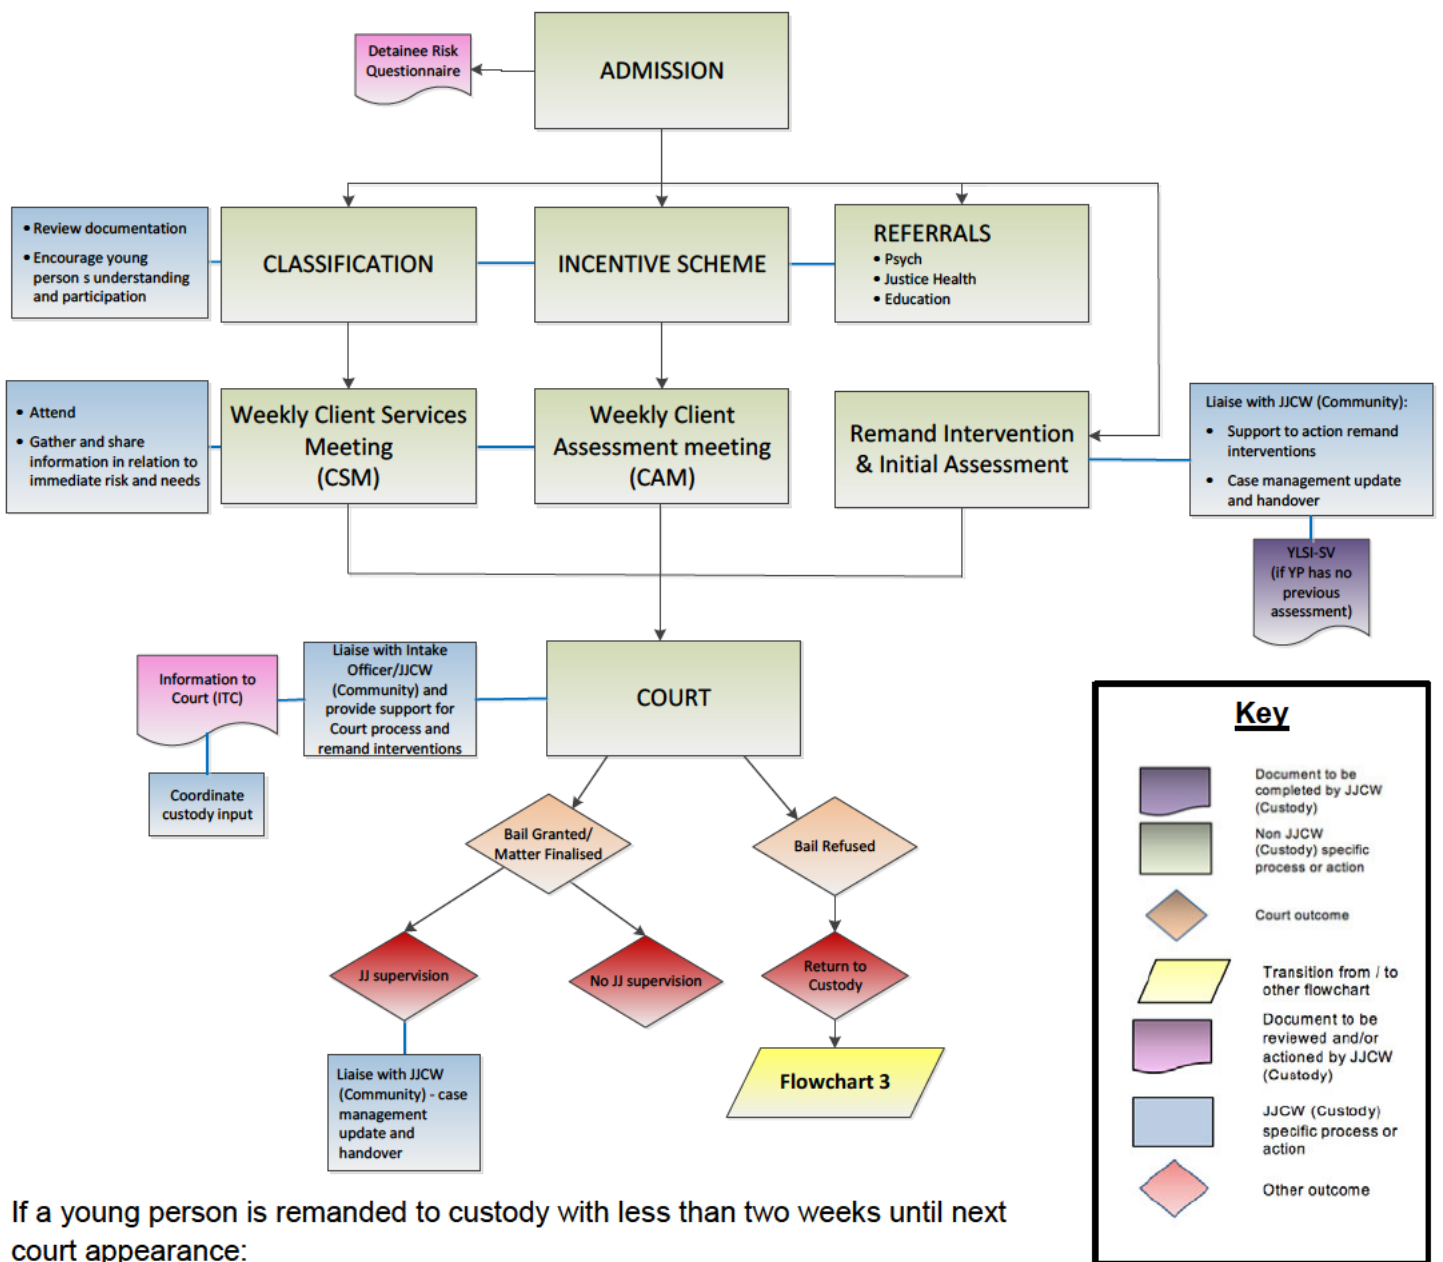 Detainee Risk
Questionnaire
ADMISSION
• Review documentation
• Encourage young
person s understanding
and participation
CLASSIFICATION
INCENTIVE SCHEME
REFERRALS
• Psych
• Justice Health
• Education
• Attend
• Gather and share
information in relation to
immediate risk and needs
Weekly Client Services
Meeting
(CSM)
Weekly Client
Assessment meeting
(CAM)
Remand Intervention
& Initial Assessment
Liaise with JJCW (Community):
• Support to action remand
interventions
• Case management update
and handover
YLSI-SV
(if YP has no
previous
assessment)
Information to
Court (ITC)
Liaise with Intake
Officer/JJCW
(Community) and
provide support for
Court process and
remand interventions
COURT
Coordinate
custody input
Bail Granted/
Matter Finalised
Bail Refused
JJ supervision
No JJ supervision
Return to
Custody
Liaise with JJCW
(Community) - case
management
update and
handover
Flowchart 3
Key
Document to be
completed by JJCW
(Custody)
Non JJCW
(Custody) specific
process or action
Court outcome
Transition from / to
other flowchart
Document to be
reviewed and/or
actioned by JJCW
(Custody)
JJCW (Custody)
specific process or
action
Other outcome
If a young person is remanded to custody with less than two weeks until next
court appearance: